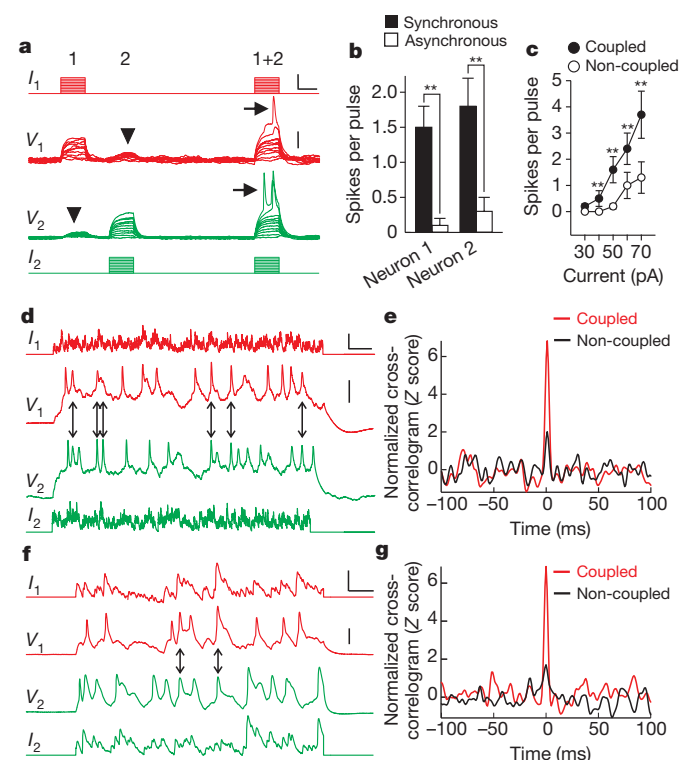 a
1 2 1+2
I1
V1
V2
I2
b
Synchronous
Asynchronous
Spikes per pulse
2.0
1.5
1.0
0.5
0
**
**
Neuron 1
Neuron 2
c
Coupled
Non-coupled
Spikes per pulse
5
4
3
2
1
0
**
**
**
**
30 50 70
Current (pA)
d
I1
V1
V2
I2
e
Coupled
Non-coupled
Normalized cross-
correlogram (Z score)
6
4
2
0
−100 −50 0 50 100
Time (ms)
f
I1
V1
V2
I2
g
Coupled
Non-coupled
Normalized cross-
correlogram (Z score)
6
4
2
0
−100 −50 0 50 100
Time (ms)